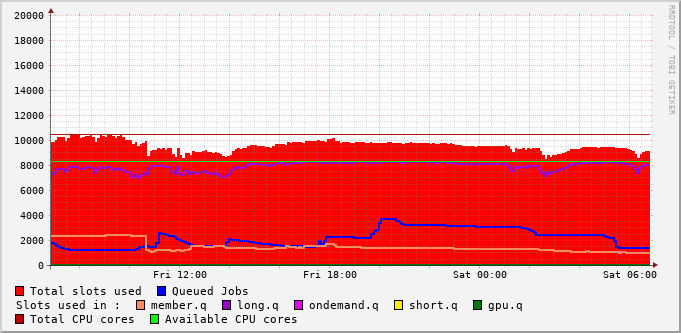 20000
18000
16000
14000
12000
10000
8000
6000
4000
2000
0
Fri 12:00 Fri 18:00 Sat 00:00 Sat 06:00
Total slots used Queued Jobs
Slots used in : member.q long.q ondemand.q short.q gpu.q
Total CPU cores Available CPU cores
RRDTOOL / TOBI OETIKER